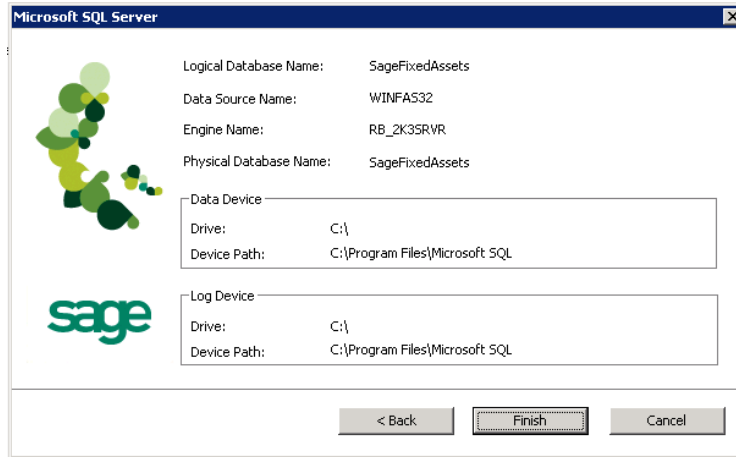 Microsoft SQL Server
Logical Database Name: SageFixedAssets
Data Source Name: WINFAS32
Engine Name: RB_2K3SRVR
Physical Database Name: SageFixedAssets
Data Device
Drive: C:\
Device Path: C:\Program Files\Microsoft SQL
sage
Log Device
Drive: C:\
Device Path: C:\Program Files\Microsoft SQL
< Back Finish Cancel